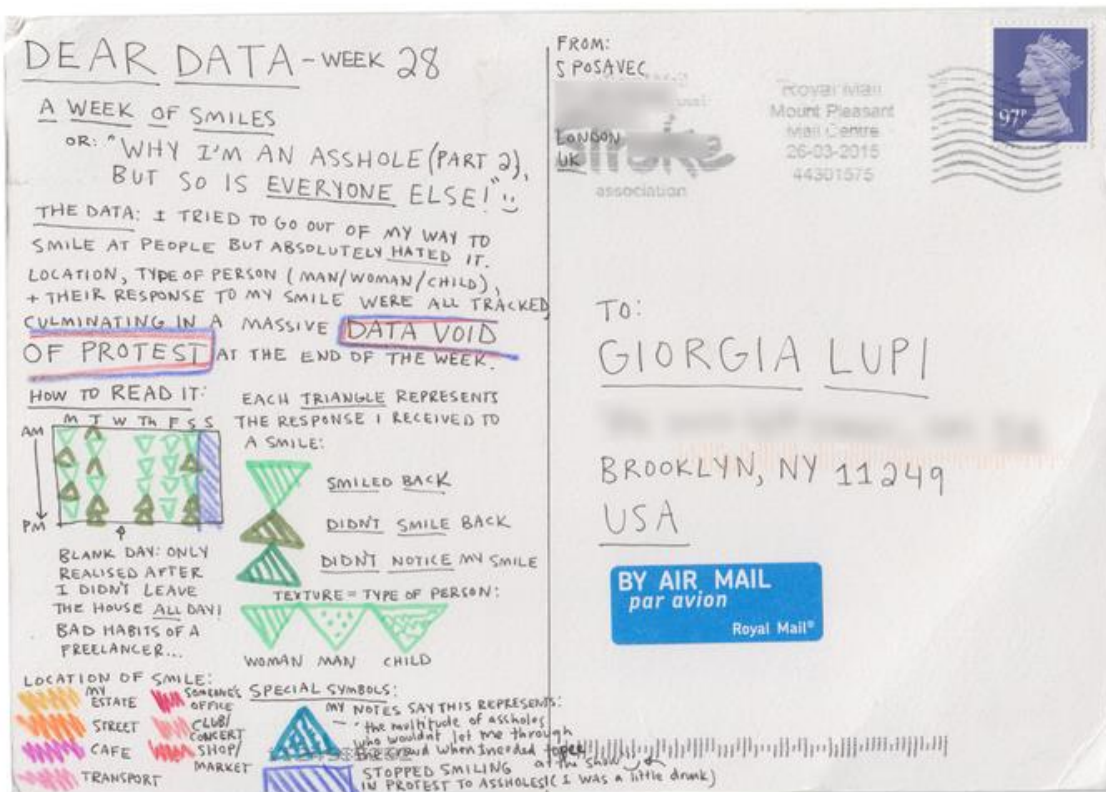 DEAR DATA - WEEK 28
A WEEK OF SMILES
OR: "WHY I'M AN ASSHOLE (PART 2),
BUT SO IS EVERYONE ELSE!"
THE DATA: I TRIED TO GO OUT OF MY WAY TO
SMILE AT PEOPLE BUT ABSOLUTELY HATED IT.
LOCATION, TYPE OF PERSON (MAN/WOMAN/CHILD),
+ THEIR RESPONSE TO MY SMILE WERE ALL TRACKED
CULMINATING IN A MASSIVE DATA VOID
OF PROTEST AT THE END OF THE WEEK.
HOW TO READ IT:
M T W Th F S S
AM
PM
BLANK DAY: ONLY
REALISED AFTER
I DIDN'T LEAVE
THE HOUSE ALL DAY!
BAD HABITS OF A
FREELANCER...
EACH TRIANGLE REPRESENTS
THE RESPONSE I RECEIVED TO
A SMILE:
SMILED BACK
DIDN'T SMILE BACK
DIDN'T NOTICE MY SMILE
TEXTURE = TYPE OF PERSON:
WOMAN MAN CHILD
LOCATION OF SMILE:
MY
ESTATE
STREET
CAFE
TRANSPORT
SOMEONE'S
OFFICE
CLUB/
CONCERT
SHOP/
MARKET
SPECIAL SYMBOLS:
MY NOTES SAY THIS REPRESENTS:
"the multitude of assholes
who wouldnt let me through
the crowd when I needed to pee
at the show"
STOPPED SMILING
IN PROTEST TO ASSHOLES! (I WAS A little drunk)
FROM:
S POSAVEC
LONDON
UK
association
Royal Mail
Mount Pleasant
Mail Centre
26-03-2015
44301575
97P
TO:
GIORGIA LUPI
BROOKLYN, NY 11249
USA
BY AIR MAIL
par avion
Royal Mail®